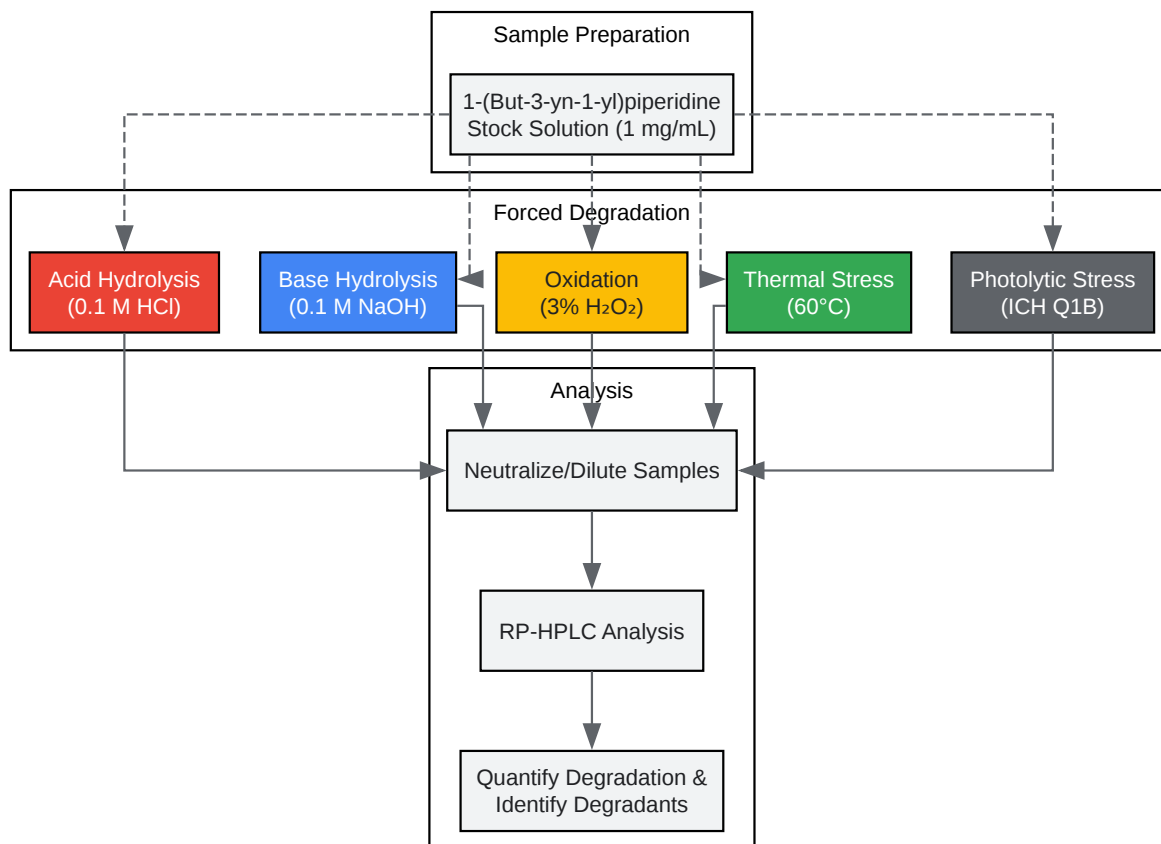 Sample Preparation
1-(But-3-yn-1-yl)piperidine
Stock Solution (1 mg/mL)
Forced Degradation
Acid Hydrolysis
(0.1 M HCl)
Base Hydrolysis
(0.1 M NaOH)
Oxidation
(3% H₂O₂)
Thermal Stress
(60°C)
Photolytic Stress
(ICH Q1B)
Analysis
Neutralize/Dilute Samples
RP-HPLC Analysis
Quantify Degradation &
Identify Degradants